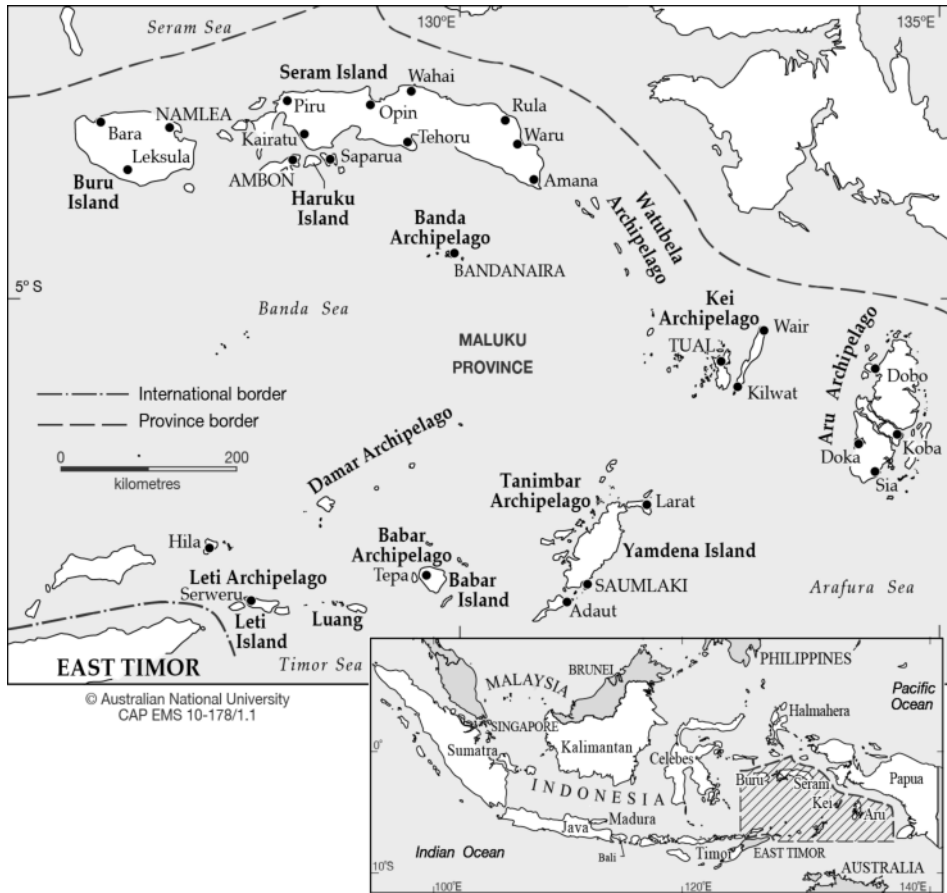 130°E
135°E
Seram Sea
Seram Island
Wahai
Piru
Opin
Rula
NAMLEA
Bara
Kairatu
Tehoru
Waru
Leksula
Saparua
AMBON
Amana
Buru
Island
Haruku
Island
Watubela
Archipelago
Banda
Archipelago
BANDANAIRA
5° S
Banda Sea
Kei
Archipelago
Wair
MALUKU
PROVINCE
TUAL
Kilwat
Aru Archipelago
Dobo
Koba
Doka
Sia
International border
Province border
0
200
kilometres
Damar Archipelago
Tanimbar
Archipelago
Larat
Hila
Babar
Archipelago
Yamdena Island
Leti Archipelago
Tepa
Babar
Island
SAUMLAKI
Arafura Sea
Serweru
Adaut
Leti
Island
Luang
EAST TIMOR
Timor Sea
© Australian National University
CAP EMS 10-178/1.1
PHILIPPINES
BRUNEI
MALAYSIA
Pacific
Ocean
Halmahera
SINGAPORE
0°
Sumatra
Kalimantan
Celebes
Buru
Seram
Papua
INDONESIA
Kei
Aru
Madura
Java
Bali
Timor
EAST TIMOR
Indian Ocean
AUSTRALIA
10°S
100°E
120°E
140°E